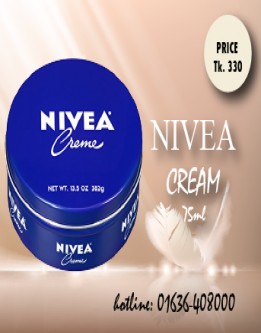 PRICE
Tk. 330
NIVEA
Creme
NET WT. 13.5 OZ 382g
NIVEA
Creme
NIVEA
CREAM
75ml
hotline: 01636-408000